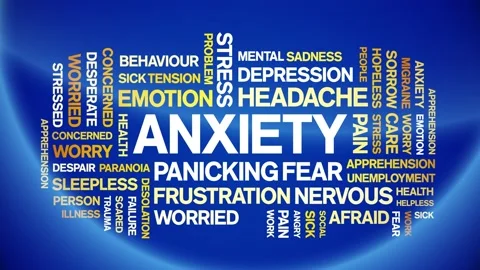 STRESSED
WORRIED
DESPERATE
CONCERNED
BEHAVIOUR
SICK TENSION
EMOTION
PROBLEM
STRESS
MENTAL SADNESS
DEPRESSION
HEADACHE
PEOPLE
HOPELESS
SORROW
MIGRAINE
ANXIETY
APPREHENSION
PAIN
STRESS
CARE
WORRY
EMOTION
HEALTH
ANXIETY
APPREHENSION
CONCERNED
WORRY
DESPAIR PARANOIA
SLEEPLESS
PERSON
ILLNESS
TRAUMA
SCARED
FAILURE
DESOLATION
PANICKING FEAR
FRUSTRATION NERVOUS
WORRIED
WORK
PAIN
ANGRY
SICK
SOCIAL
AFRAID
FEAR
WORK
APPREHENSION
UNEMPLOYMENT
HEALTH
HELPLESS
SICK